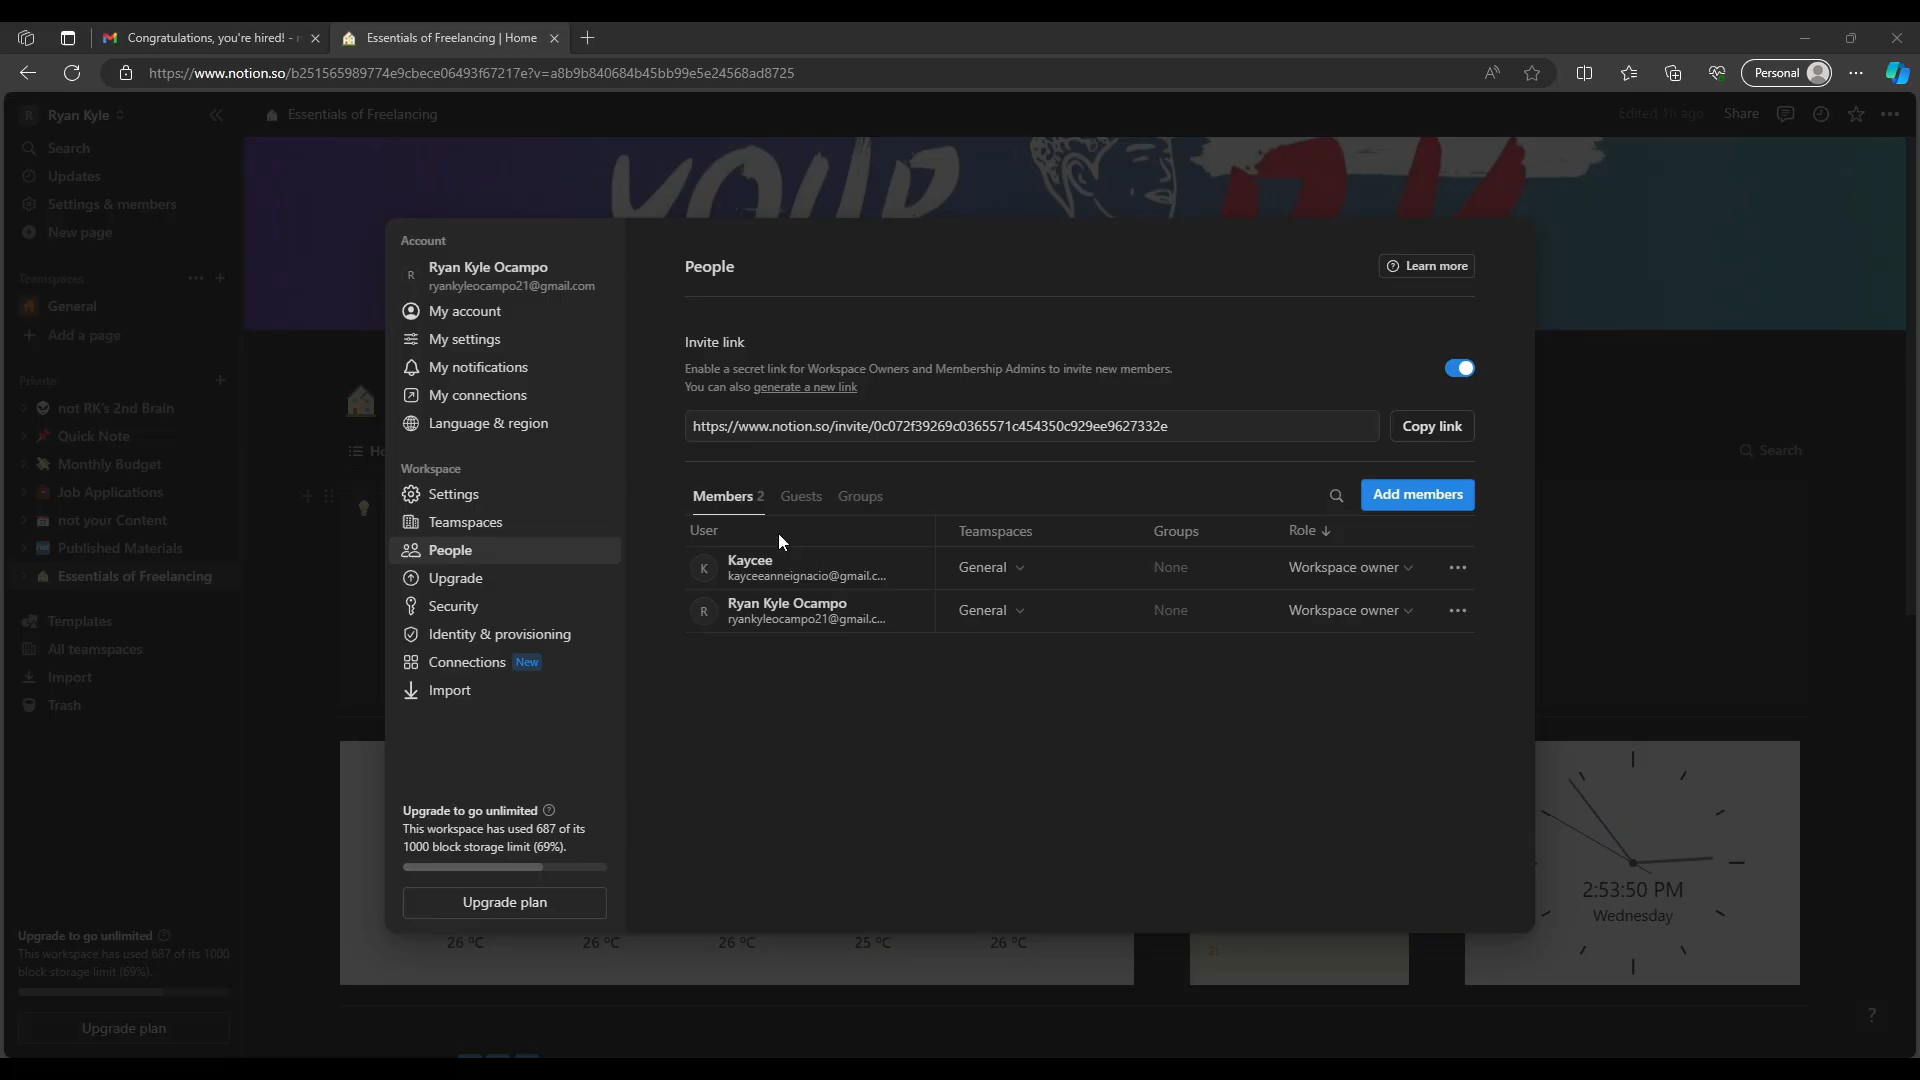 Congratulations, you're hired! -
Essentials of Freelancing | Home
https://www.notion.so/b251565989774e9cbece06493f67217e?v=a8b9b840684b45bb99e5e24568ad8725
Personal
R Ryan Kyle
Essentials of Freelancing
Edited 1h ago
Share
Search
Updates
Settings & members
New page
Teamspaces
General
Add a page
Private
not RK's 2nd Brain
Quick Note
Monthly Budget
Job Applications
not your Content
Published Materials
Essentials of Freelancing
Templates
All teamspaces
Import
Trash
Upgrade to go unlimited
This workspace has used 687 of its 1000
block storage limit (69%).
Upgrade plan
YOUR
Search
Account
R
Ryan Kyle Ocampo
ryankyleocampo21@gmail.com
My account
My settings
My notifications
My connections
Language & region
Workspace
Settings
Teamspaces
People
Upgrade
Security
Identity & provisioning
Connections New
Import
Upgrade to go unlimited
This workspace has used 687 of its
1000 block storage limit (69%).
Upgrade plan
People
Learn more
Invite link
Enable a secret link for Workspace Owners and Membership Admins to invite new members.
You can also generate a new link
https://www.notion.so/invite/0c072f39269c0365571c454350c929ee9627332e
Copy link
Members 2 Guests Groups
Add members
User Teamspaces Groups Role ↓
K Kaycee General None Workspace owner
kayceeanneignacio@gmail.c...
R Ryan Kyle Ocampo General None Workspace owner
ryankyleocampo21@gmail.c...
26 °C 26 °C 26 °C 25 °C 26 °C
21
2:53:50 PM
Wednesday
?